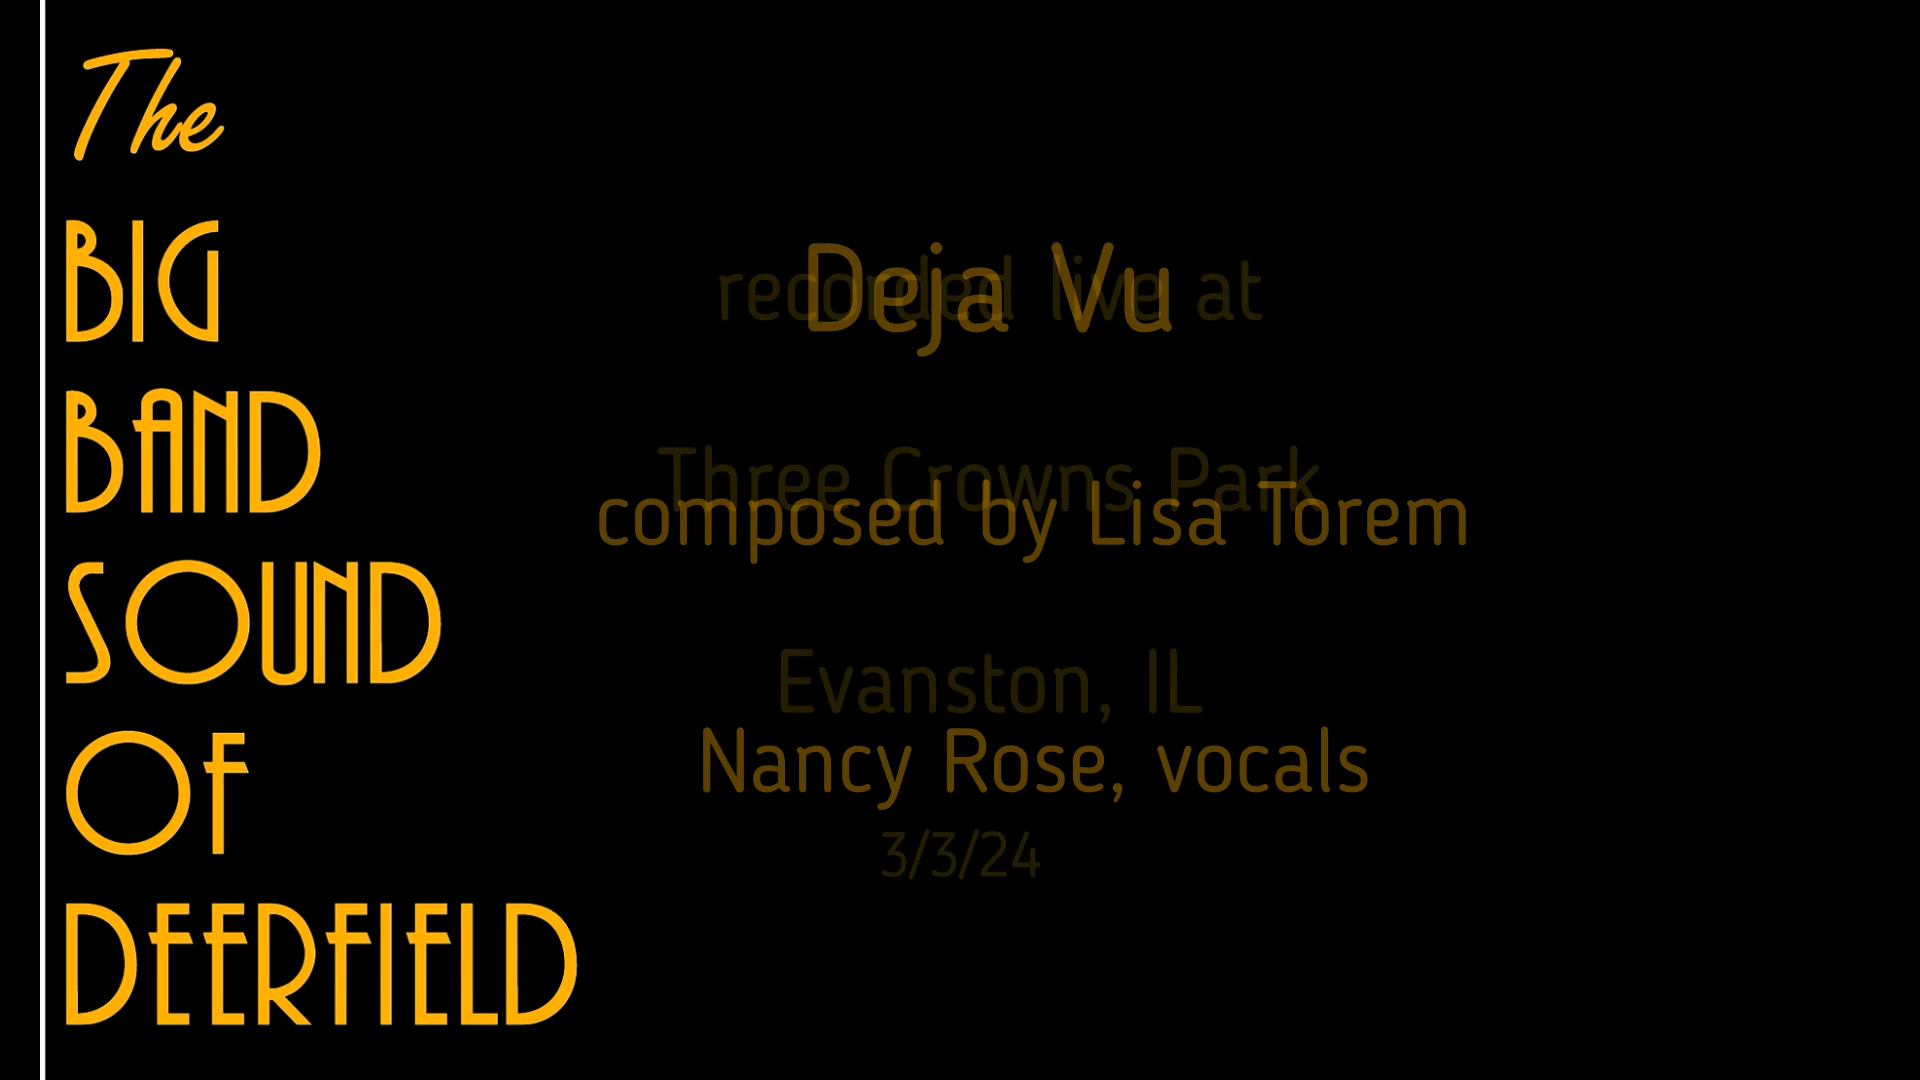 The
BIG
BAND
SOUND
OF
DEERFIELD
Deja Vu
composed by Lisa Torem
Nancy Rose, vocals
recorded live at
Three Crowns Park
Evanston, IL
3/3/24